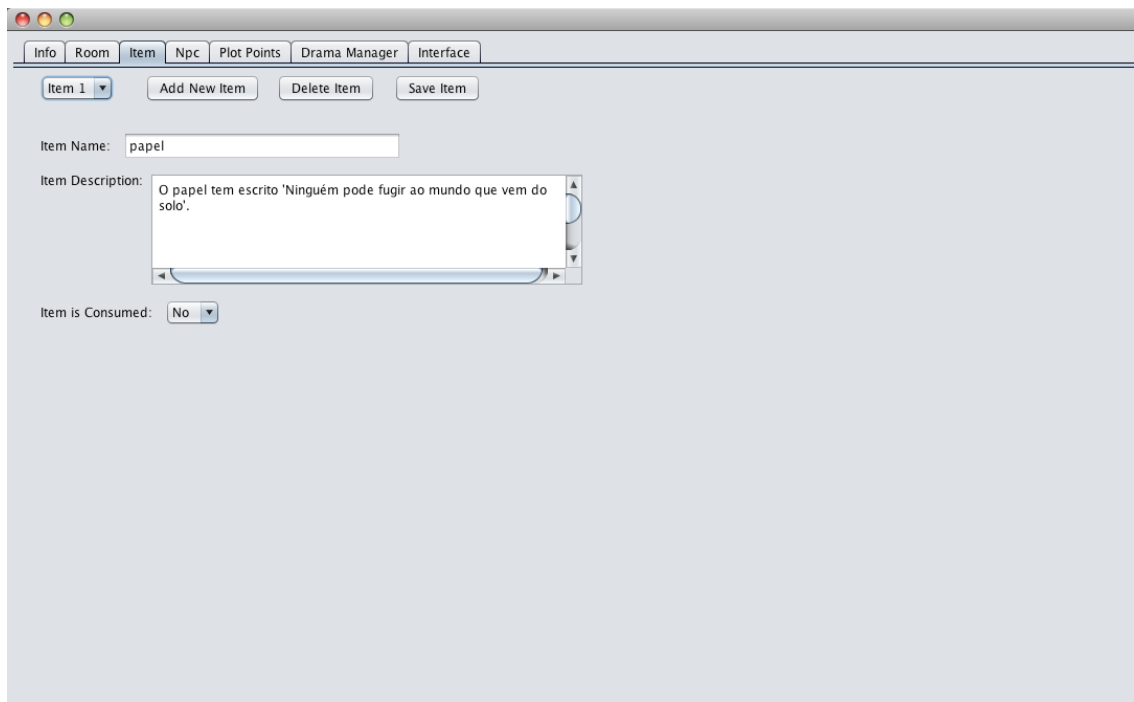 Info Room Item Npc Plot Points Drama Manager Interface
Item 1 Add New Item Delete Item Save Item
Item Name: papel
Item Description: O papel tem escrito 'Ninguém pode fugir ao mundo que vem do
solo'.
Item is Consumed: No